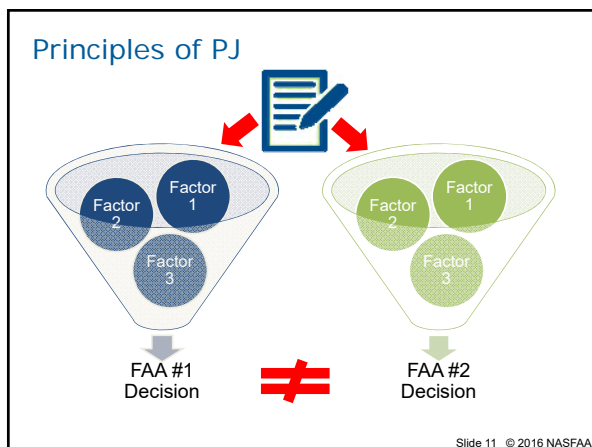 Principles of PJ
Factor
1
Factor
2
Factor
3
Factor
1
Factor
2
Factor
3
FAA #1
Decision
FAA #2
Decision
Slide 11 © 2016 NASFAA